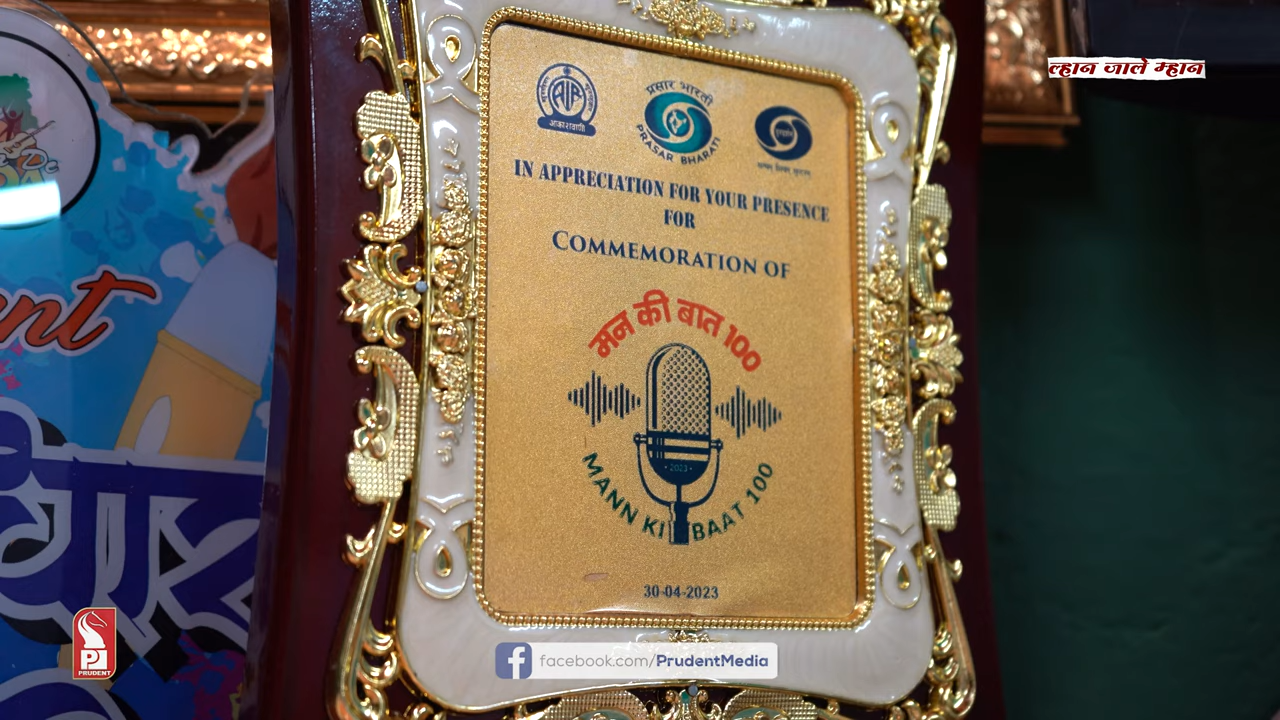 ल्हान जाले म्हान
आकाशवाणी
प्रसार भारती
PRASAR BHARATI
IN APPRECIATION FOR YOUR PRESENCE
FOR
COMMEMORATION OF
मन की बात 100
2023
MANN KI BAAT 100
30-04-2023
nt
PRUDENT
facebook.com/PrudentMedia